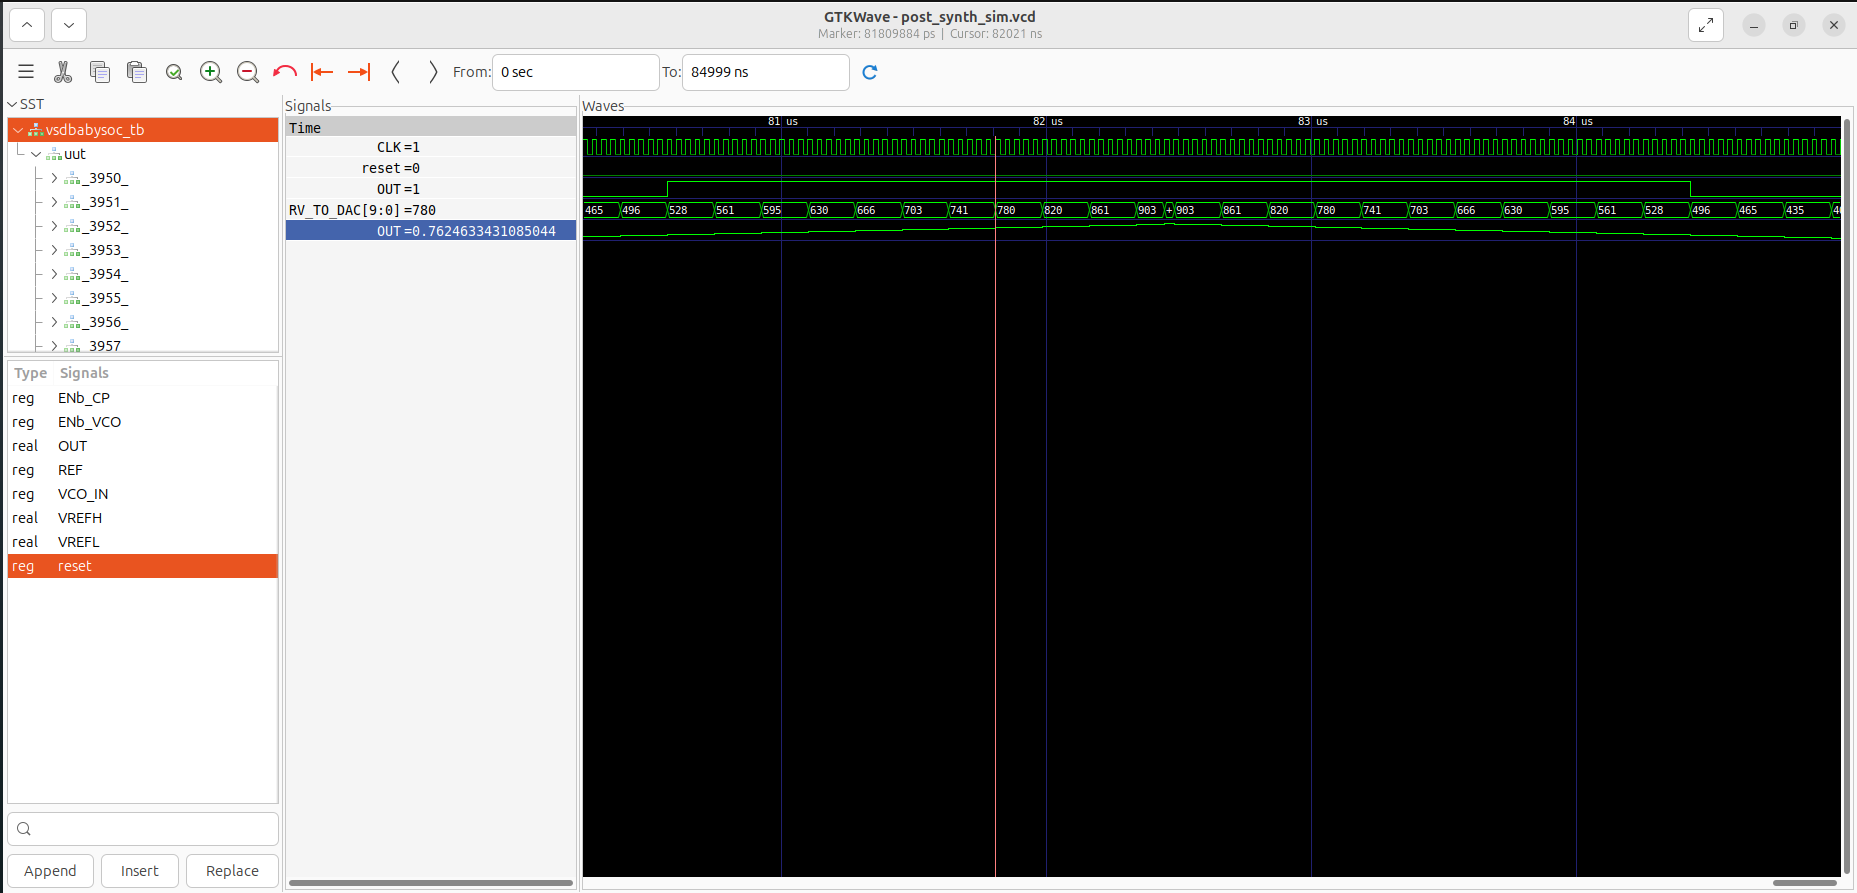 GTKWave - post_synth_sim.vcd
Marker: 81809884 ps | Cursor: 82021 ns
From: 0 sec To: 84999 ns
SST
vsdbabysoc_tb
uut
_3950_
_3951_
_3952_
_3953_
_3954_
_3955_
_3956_
_3957
Type Signals
reg ENb_CP
reg ENb_VCO
real OUT
reg REF
reg VCO_IN
real VREFH
real VREFL
reg reset
Append Insert Replace
Signals
Time
CLK=1
reset=0
OUT=1
RV_TO_DAC[9:0]=780
OUT=0.7624633431085044
Waves
81 us 82 us 83 us 84 us
465 496 528 561 595 630 666 703 741 780 820 861 903 + 903 861 820 780 741 703 666 630 595 561 528 496 465 435